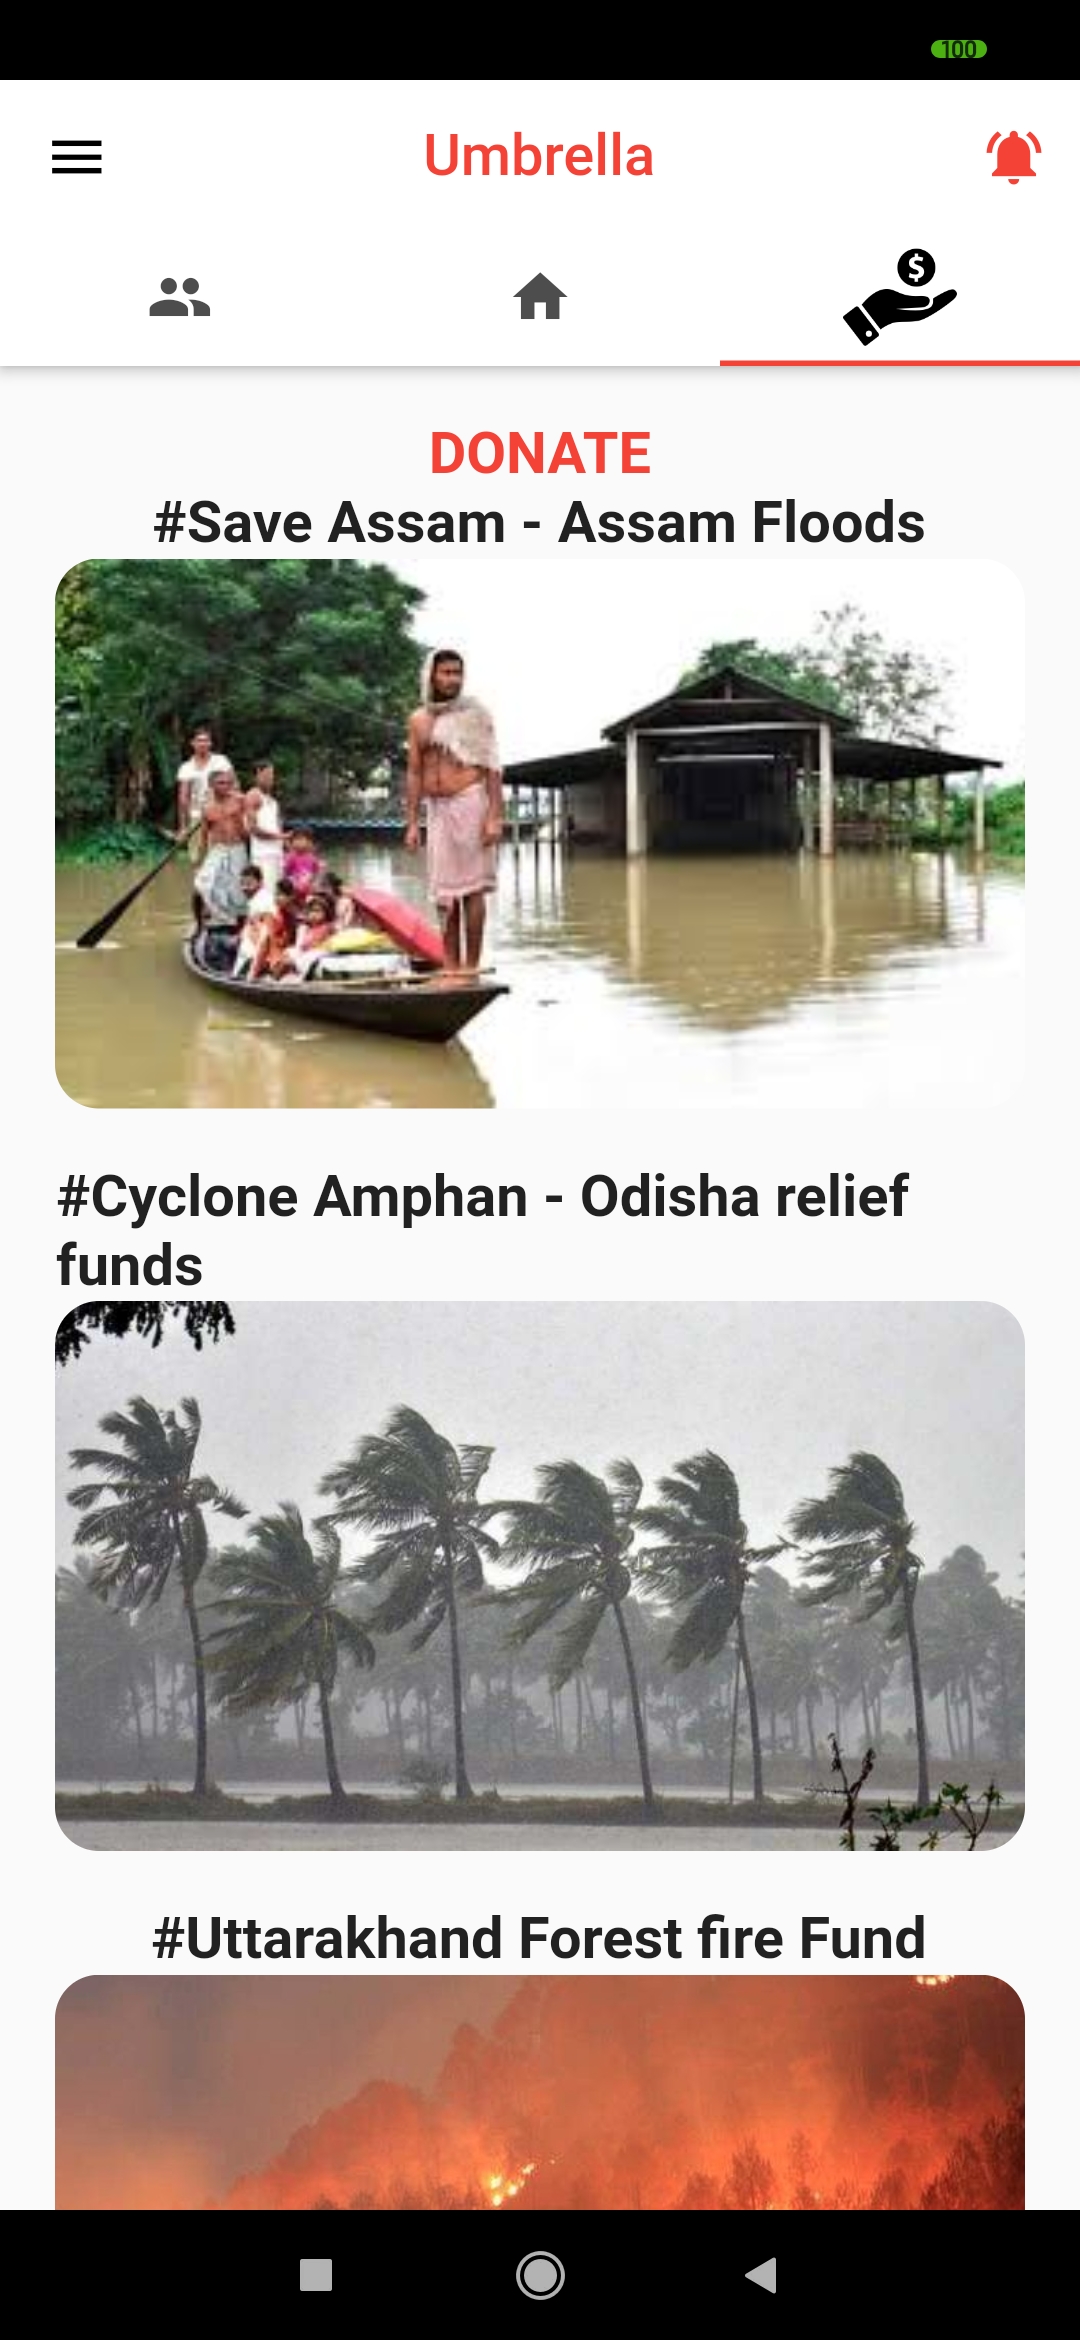 100
Umbrella
$
DONATE
#Save Assam - Assam Floods
#Cyclone Amphan - Odisha relief
funds
#Uttarakhand Forest fire Fund